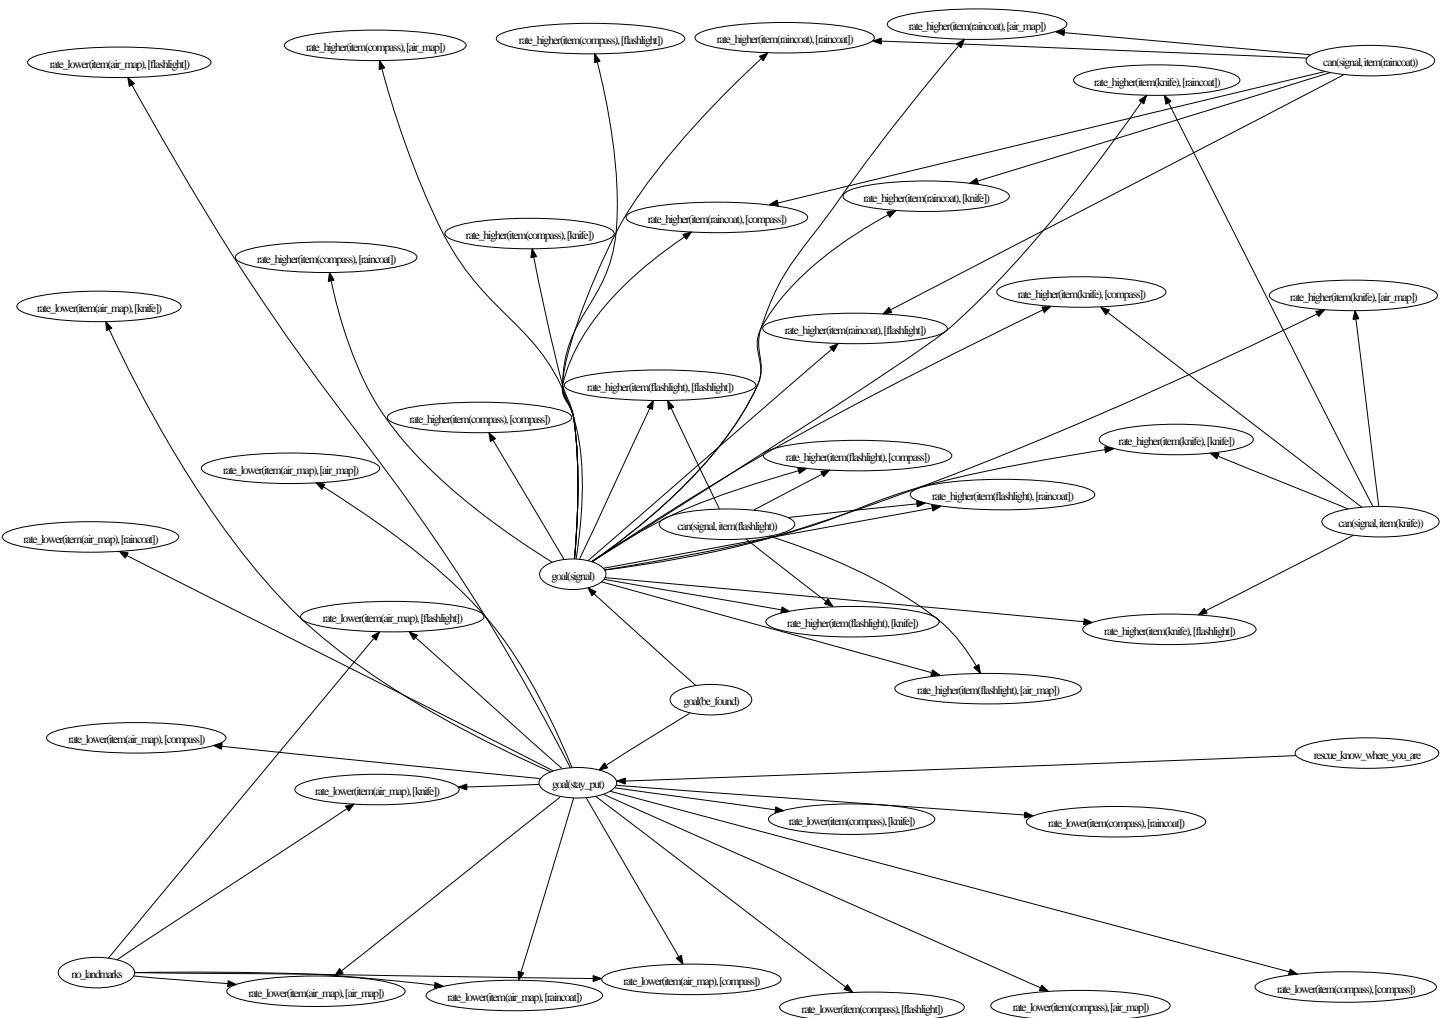 rate_higher(item(raincoat), [air_map])
rate_higher(item(compass), [flashlight])
rate_higher(item(raincoat), [raincoat])
rate_higher(item(compass), [air_map])
rate_lower(item(air_map), [flashlight])
can(signal, item(raincoat))
rate_higher(item(knife), [raincoat])
rate_higher(item(raincoat), [knife])
rate_higher(item(raincoat), [compass])
rate_higher(item(compass), [knife])
rate_higher(item(compass), [raincoat])
rate_higher(item(knife), [compass])
rate_higher(item(knife), [air_map])
rate_lower(item(air_map), [knife])
rate_higher(item(raincoat), [flashlight])
rate_higher(item(flashlight), [flashlight])
rate_higher(item(compass), [compass])
rate_higher(item(knife), [knife])
rate_higher(item(flashlight), [compass])
rate_lower(item(air_map), [air_map])
rate_higher(item(flashlight), [raincoat])
can(signal, item(flashlight))
can(signal, item(knife))
rate_lower(item(air_map), [raincoat])
goal(signal)
rate_lower(item(air_map), [flashlight])
rate_higher(item(flashlight), [knife])
rate_higher(item(knife), [flashlight])
rate_higher(item(flashlight), [air_map])
goal(be_found)
rate_lower(item(air_map), [compass])
rescue_know_where_you_are
goal(stay_put)
rate_lower(item(air_map), [knife])
rate_lower(item(compass), [knife])
rate_lower(item(compass), [raincoat])
no_landmarks
rate_lower(item(air_map), [compass])
rate_lower(item(compass), [compass])
rate_lower(item(air_map), [air_map])
rate_lower(item(air_map), [raincoat])
rate_lower(item(compass), [flashlight])
rate_lower(item(compass), [air_map])